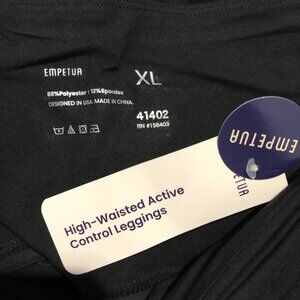 EMPETUA
XL
88%Polyester | 12%Spandex
DESIGNED IN USA. MADE IN CHINA.
41402
RN #156403
EMPETUA
High-Waisted Active
Control Leggings
EMPETUA